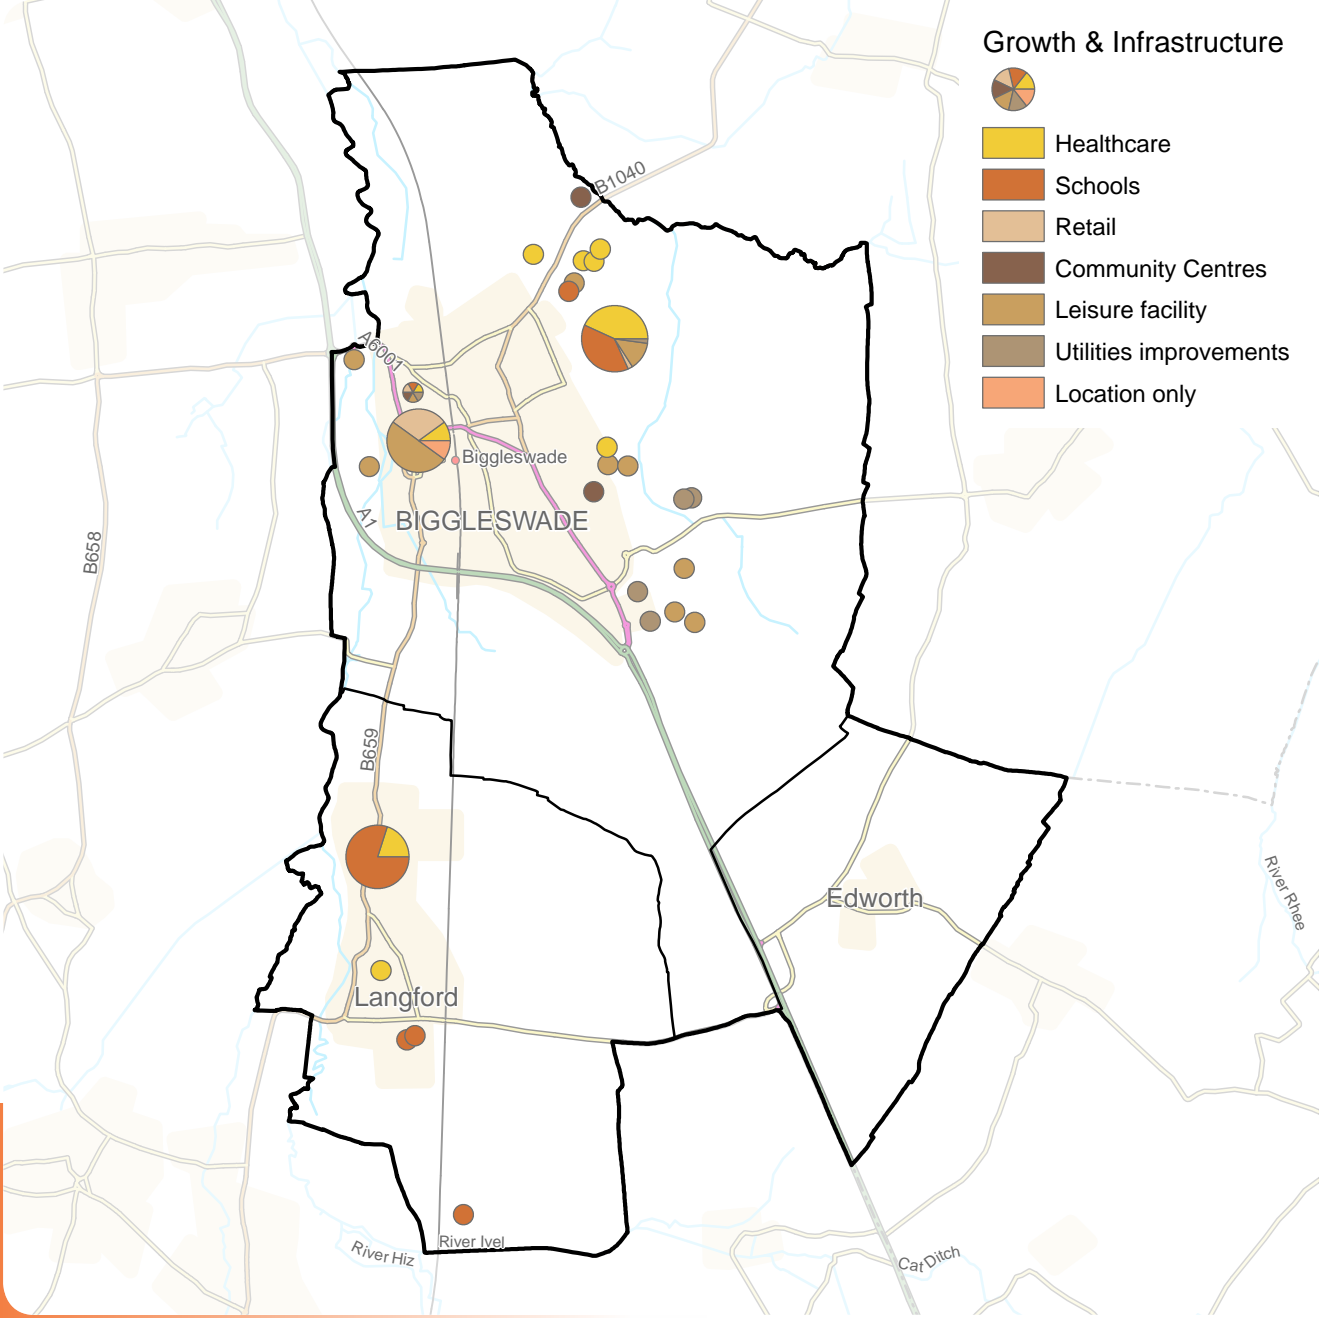 Growth & Infrastructure
Healthcare
Schools
Retail
Community Centres
Leisure facility
Utilities improvements
Location only
B1040
A6001
Biggleswade
A1
BIGGLESWADE
B658
B659
Edworth
River Rhee
Langford
River Ivel
River Hiz
Cat Ditch